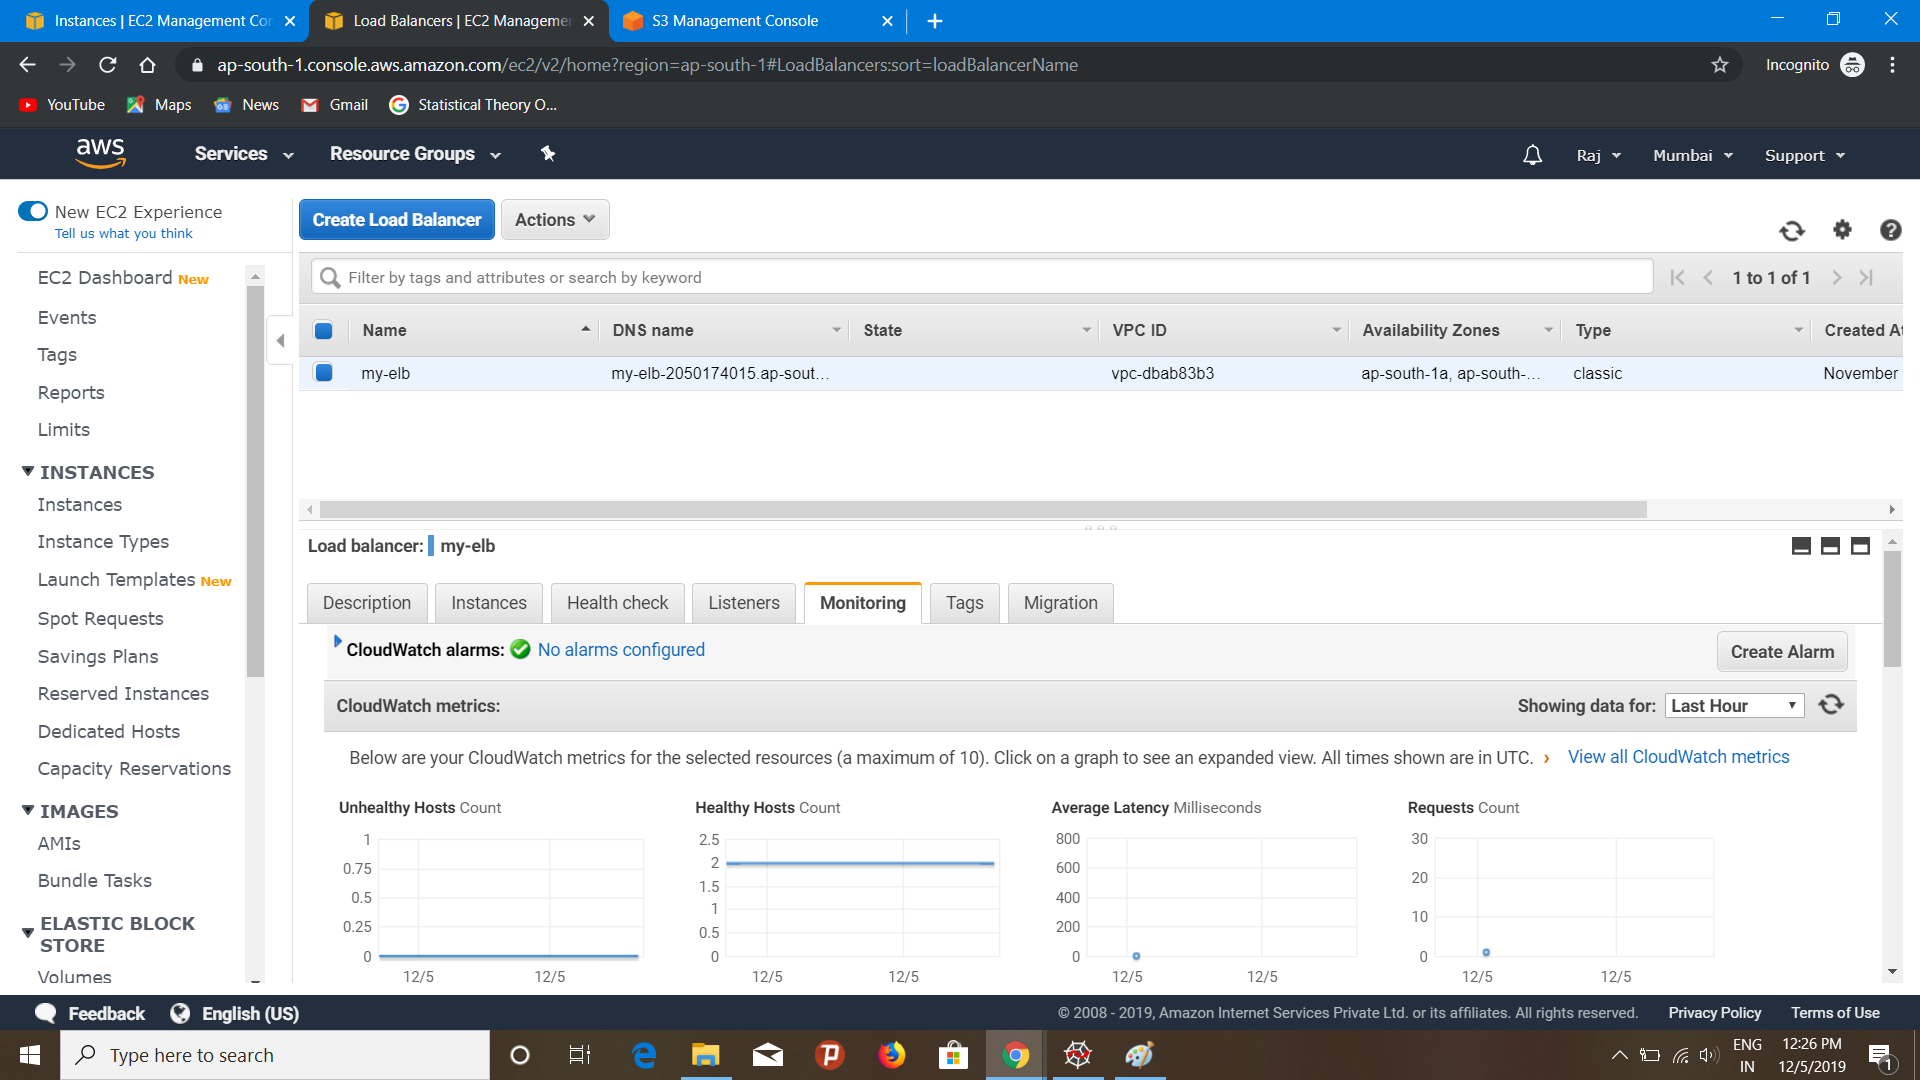 Instances | EC2 Management Con
Load Balancers | EC2 Managemen
S3 Management Console
ap-south-1.console.aws.amazon.com/ec2/v2/home?region=ap-south-1#LoadBalancers:sort=loadBalancerName
Incognito
YouTube Maps News Gmail Statistical Theory O...
aws Services Resource Groups Raj Mumbai Support
New EC2 Experience
Tell us what you think
Create Load Balancer Actions
Filter by tags and attributes or search by keyword
1 to 1 of 1
Name DNS name State VPC ID Availability Zones Type Created At
my-elb my-elb-2050174015.ap-sout... vpc-dbab83b3 ap-south-1a, ap-south-... classic November
EC2 Dashboard New
Events
Tags
Reports
Limits
INSTANCES
Instances
Instance Types
Launch Templates New
Spot Requests
Savings Plans
Reserved Instances
Dedicated Hosts
Capacity Reservations
IMAGES
AMIs
Bundle Tasks
ELASTIC BLOCK
STORE
Volumes
Load balancer: my-elb
Description Instances Health check Listeners Monitoring Tags Migration
CloudWatch alarms: No alarms configured
Create Alarm
CloudWatch metrics:
Showing data for: Last Hour
Below are your CloudWatch metrics for the selected resources (a maximum of 10). Click on a graph to see an expanded view. All times shown are in UTC. › View all CloudWatch metrics
Unhealthy Hosts Count
1
0.75
0.5
0.25
0
12/5 12/5
Healthy Hosts Count
2.5
2
1.5
1
0.5
0
12/5 12/5
Average Latency Milliseconds
800
600
400
200
0
12/5 12/5
Requests Count
30
20
10
0
12/5 12/5
Feedback English (US)
© 2008 - 2019, Amazon Internet Services Private Ltd. or its affiliates. All rights reserved. Privacy Policy Terms of Use
Type here to search
ENG
IN
12:26 PM
12/5/2019
1